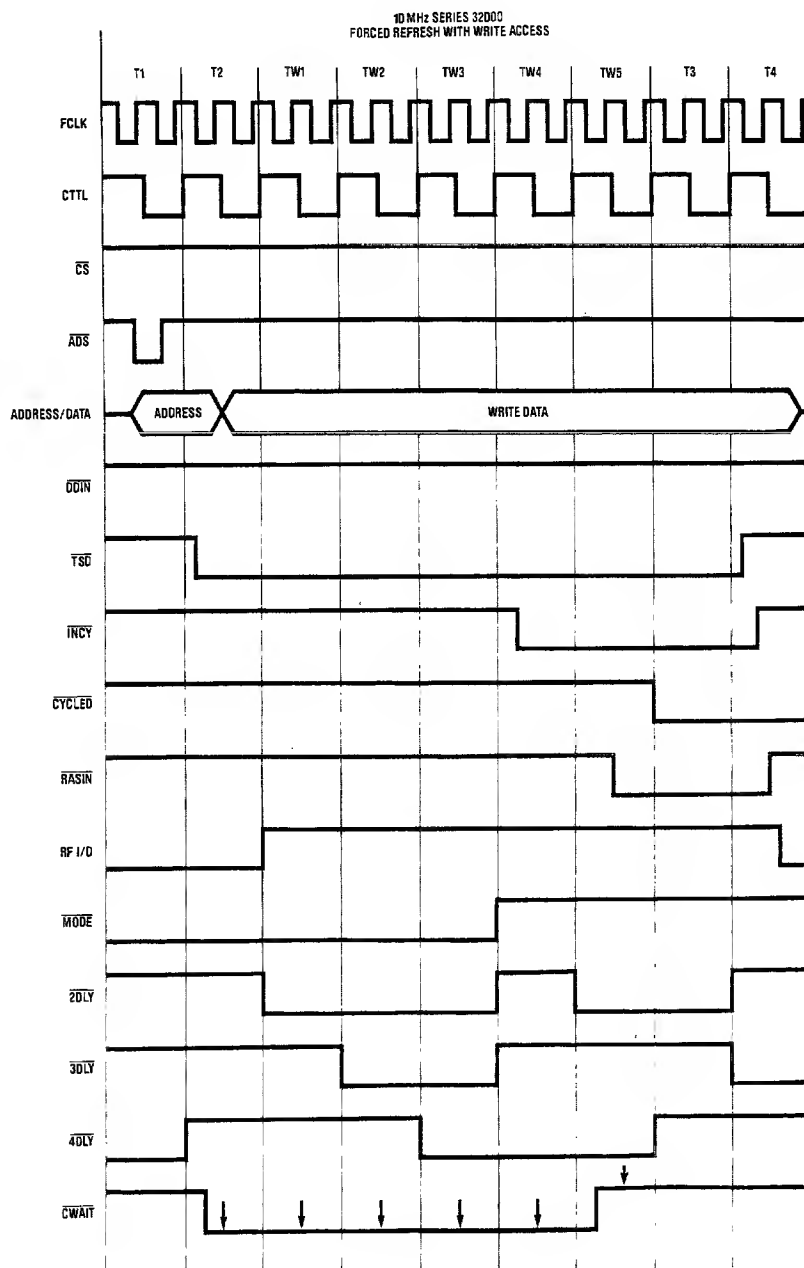 10 MHz SERIES 32000
FORCED REFRESH WITH WRITE ACCESS
T1 T2 TW1 TW2 TW3 TW4 TW5 T3 T4
FCLK
CTTL
CS
ADS
ADDRESS/DATA ADDRESS WRITE DATA
DDIN
TSD
INCY
CYCLED
RASIN
RF I/O
MODE
2DLY
3DLY
4DLY
CWAIT